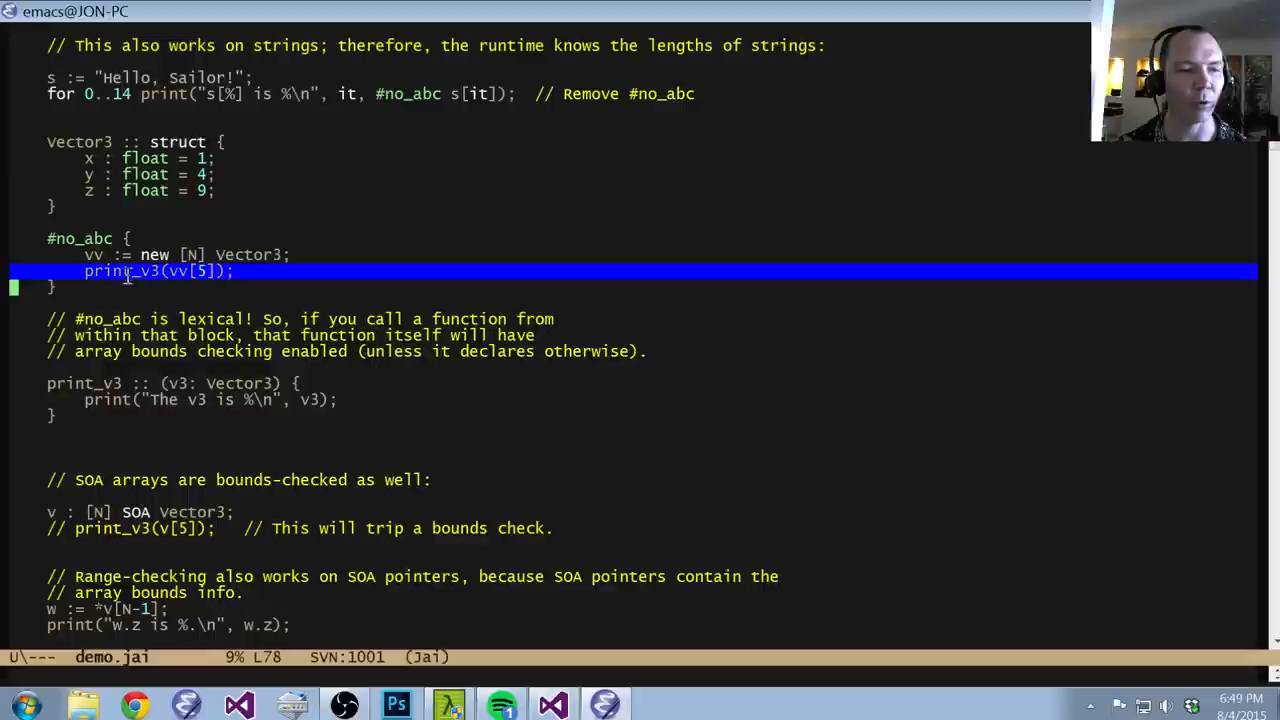 emacs@JON-PC
// This also works on strings; therefore, the runtime knows the lengths of strings:
s := "Hello, Sailor!";
for 0..14 print("s[%] is %\n", it, #no_abc s[it]);  // Remove #no_abc
Vector3 :: struct {
x : float = 1;
y : float = 4;
z : float = 9;
}
#no_abc {
vv := new [N] Vector3;
print_v3(vv[5]);
}
// #no_abc is lexical! So, if you call a function from
// within that block, that function itself will have
// array bounds checking enabled (unless it declares otherwise).
print_v3 :: (v3: Vector3) {
print("The v3 is %\n", v3);
}
// SOA arrays are bounds-checked as well:
v : [N] SOA Vector3;
// print_v3(v[5]);   // This will trip a bounds check.
// Range-checking also works on SOA pointers, because SOA pointers contain the
// array bounds info.
w := *v[N-1];
print("w.z is %.\n", w.z);
U\--- demo.jai 9% L78 SVN:1001 (Jai)
Ps
1
6:49 PM
8/4/2015